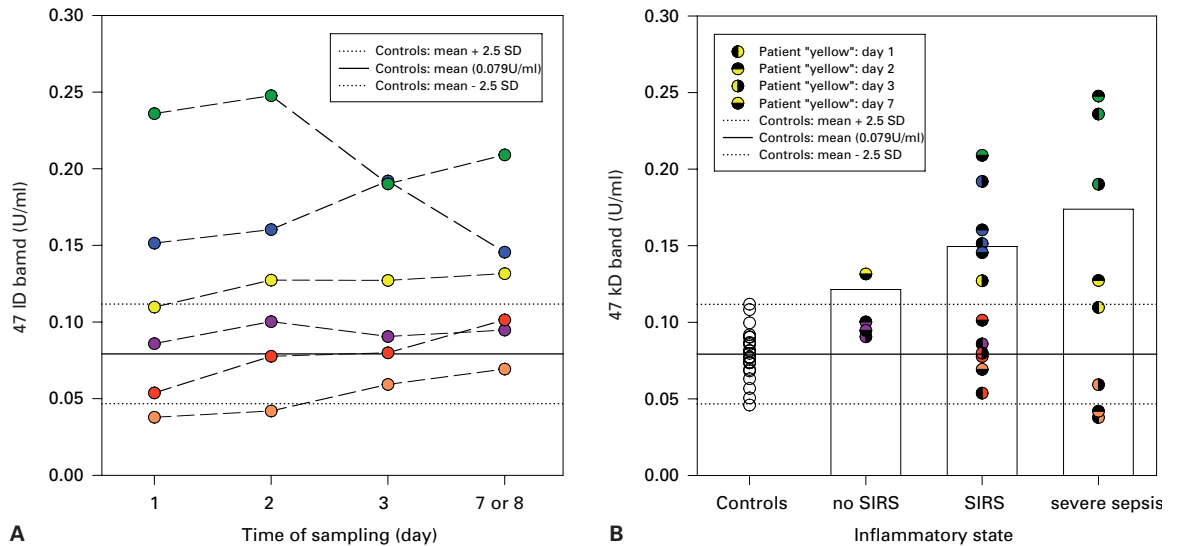 0.30
0.25
0.20
0.15
0.10
0.05
0.00
47 ID bamd (U/ml)
Controls: mean + 2.5 SD
Controls: mean (0.079U/ml)
Controls: mean - 2.5 SD
1
2
3
7 or 8
A
Time of sampling (day)
0.30
0.25
0.20
0.15
0.10
0.05
0.00
47 kD band (U/ml)
Patient "yellow": day 1
Patient "yellow": day 2
Patient "yellow": day 3
Patient "yellow": day 7
Controls: mean + 2.5 SD
Controls: mean (0.079U/ml)
Controls: mean - 2.5 SD
Controls
no SIRS
SIRS
severe sepsis
B
Inflammatory state